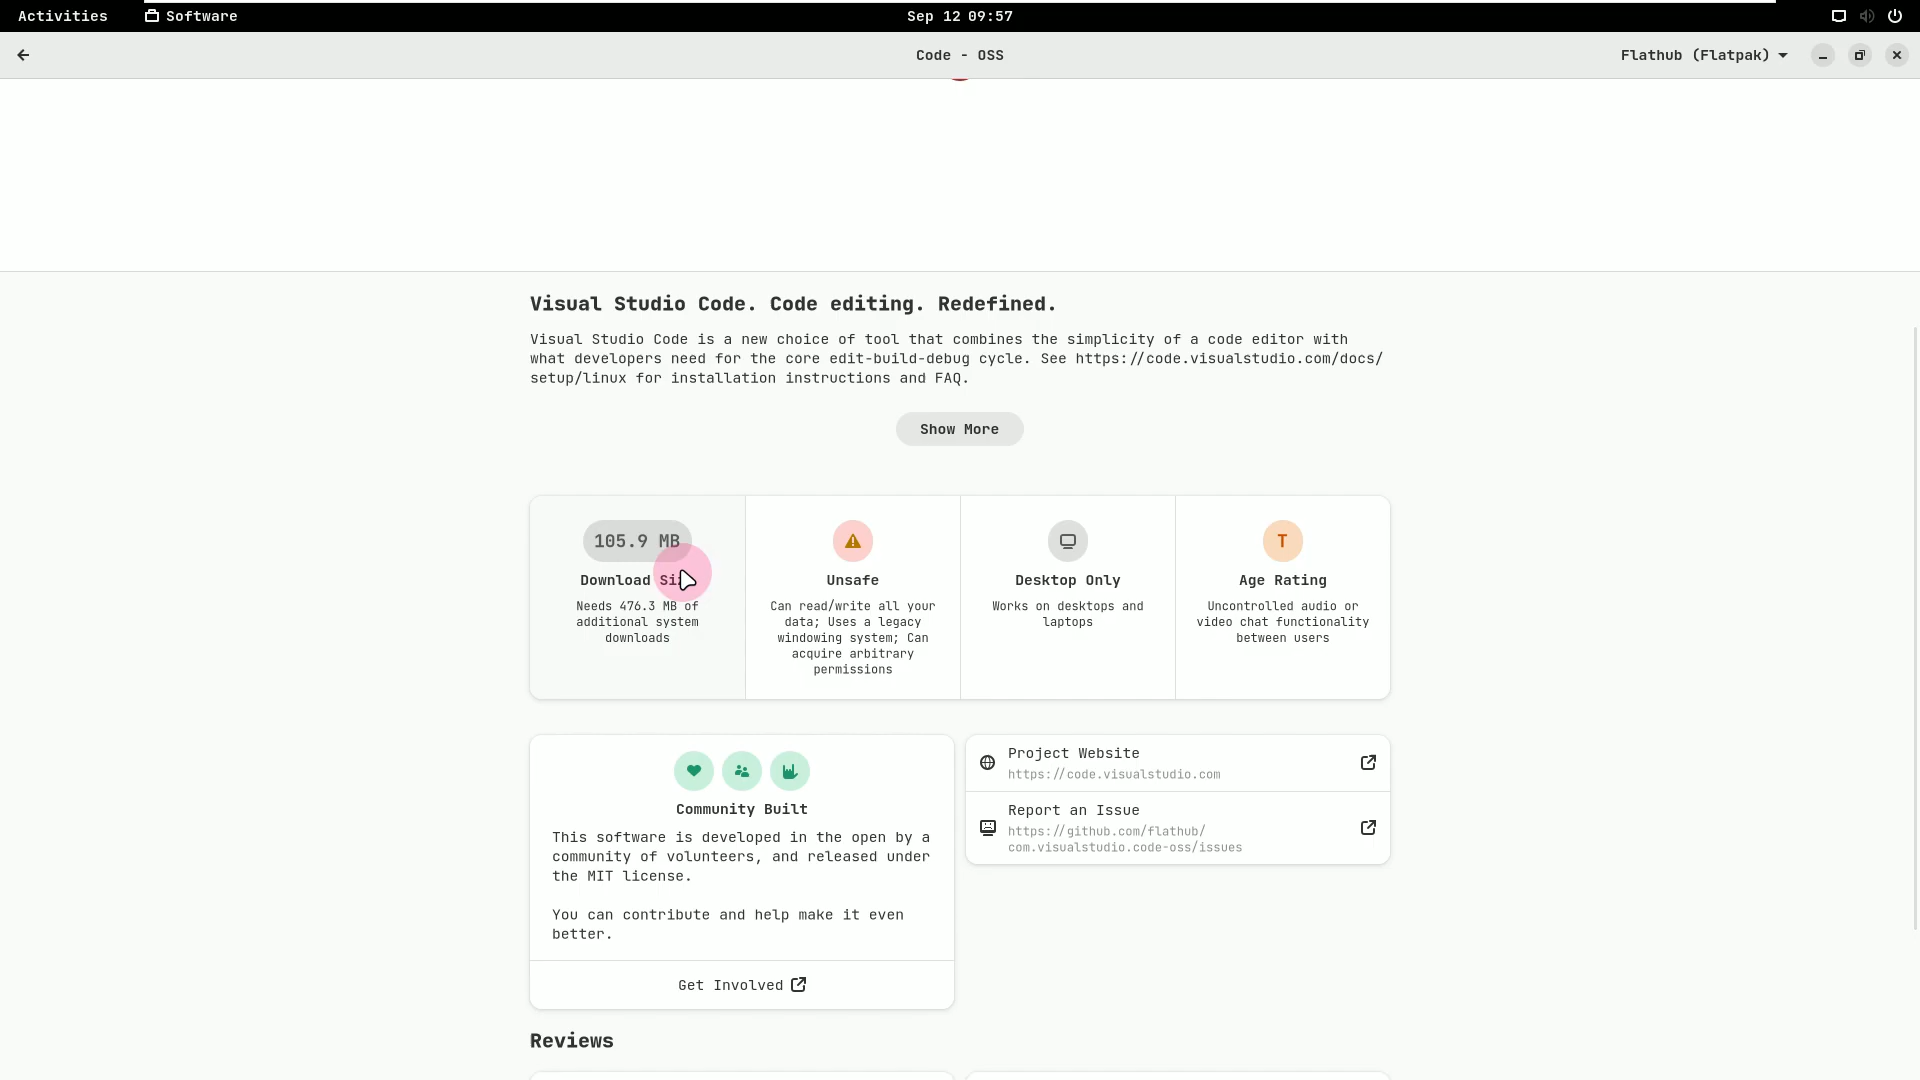 Activities
Software
Sep 12 09:57
Code - OSS
Flathub (Flatpak)
Visual Studio Code. Code editing. Redefined.
Visual Studio Code is a new choice of tool that combines the simplicity of a code editor with
what developers need for the core edit-build-debug cycle. See https://code.visualstudio.com/docs/
setup/linux for installation instructions and FAQ.
Show More
105.9 MB
Download Size
Needs 476.3 MB of
additional system
downloads
Unsafe
Can read/write all your
data; Uses a legacy
windowing system; Can
acquire arbitrary
permissions
Desktop Only
Works on desktops and
laptops
T
Age Rating
Uncontrolled audio or
video chat functionality
between users
Community Built
This software is developed in the open by a
community of volunteers, and released under
the MIT license.
You can contribute and help make it even
better.
Get Involved
Project Website
https://code.visualstudio.com
Report an Issue
https://github.com/flathub/
com.visualstudio.code-oss/issues
Reviews